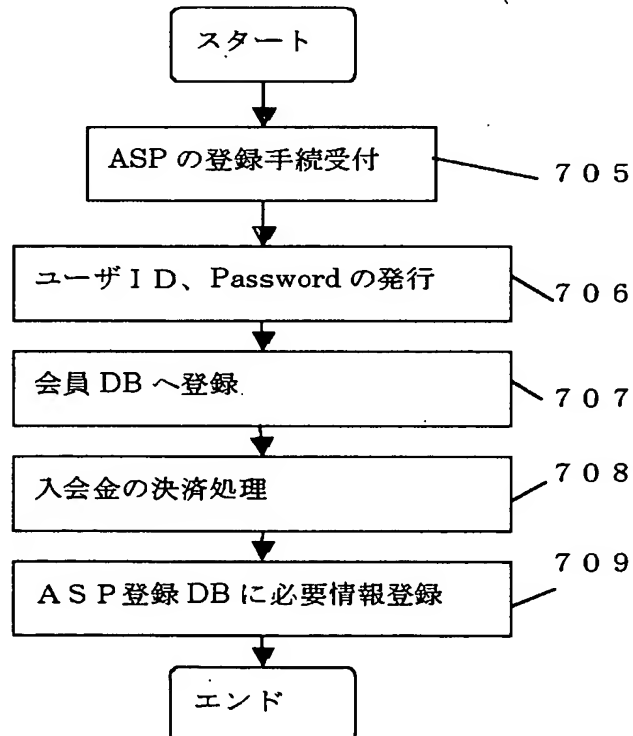 スタート
ASP の登録手続受付
７０５
ユーザＩＤ、Password の発行
７０６
会員 DB へ登録
７０７
入会金の決済処理
７０８
ＡＳＰ登録 DB に必要情報登録
７０９
エンド